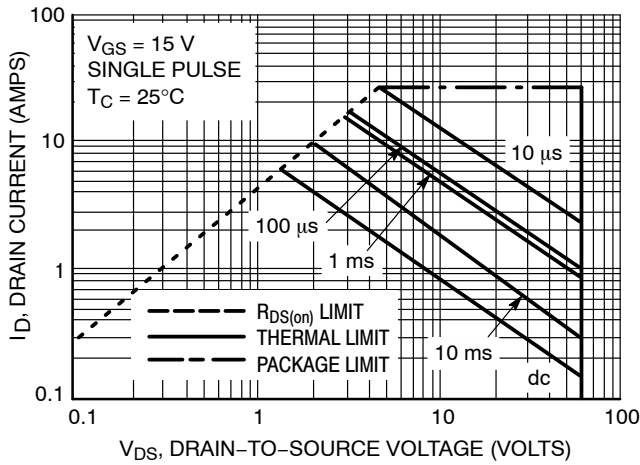 100
10
1
0.1
I_D, DRAIN CURRENT (AMPS)
V_GS = 15 V
SINGLE PULSE
T_C = 25°C
10 µs
100 µs
1 ms
10 ms
dc
R_DS(on) LIMIT
THERMAL LIMIT
PACKAGE LIMIT
0.1 1 10 100
V_DS, DRAIN−TO−SOURCE VOLTAGE (VOLTS)